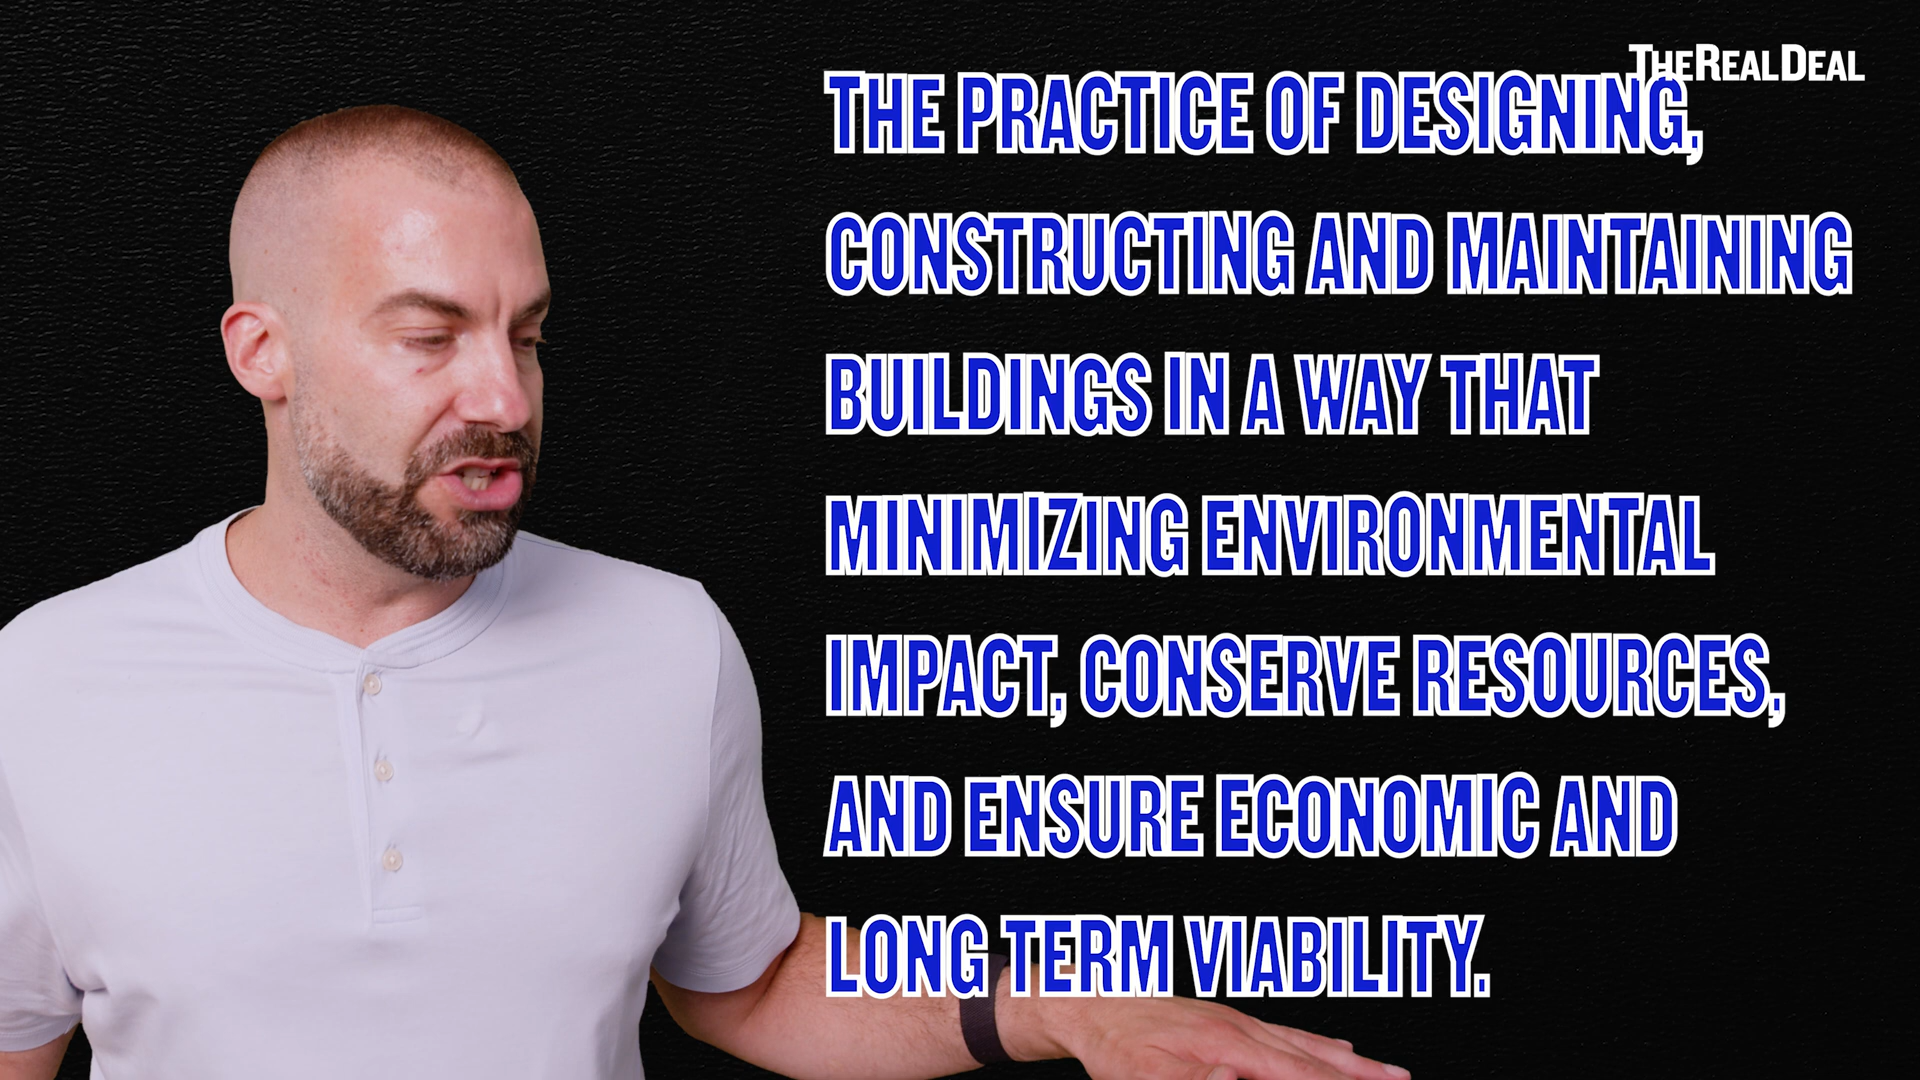 THEREALDEAL
THE PRACTICE OF DESIGNING,
CONSTRUCTING AND MAINTAINING
BUILDINGS IN A WAY THAT
MINIMIZING ENVIRONMENTAL
IMPACT, CONSERVE RESOURCES,
AND ENSURE ECONOMIC AND
LONG TERM VIABILITY.